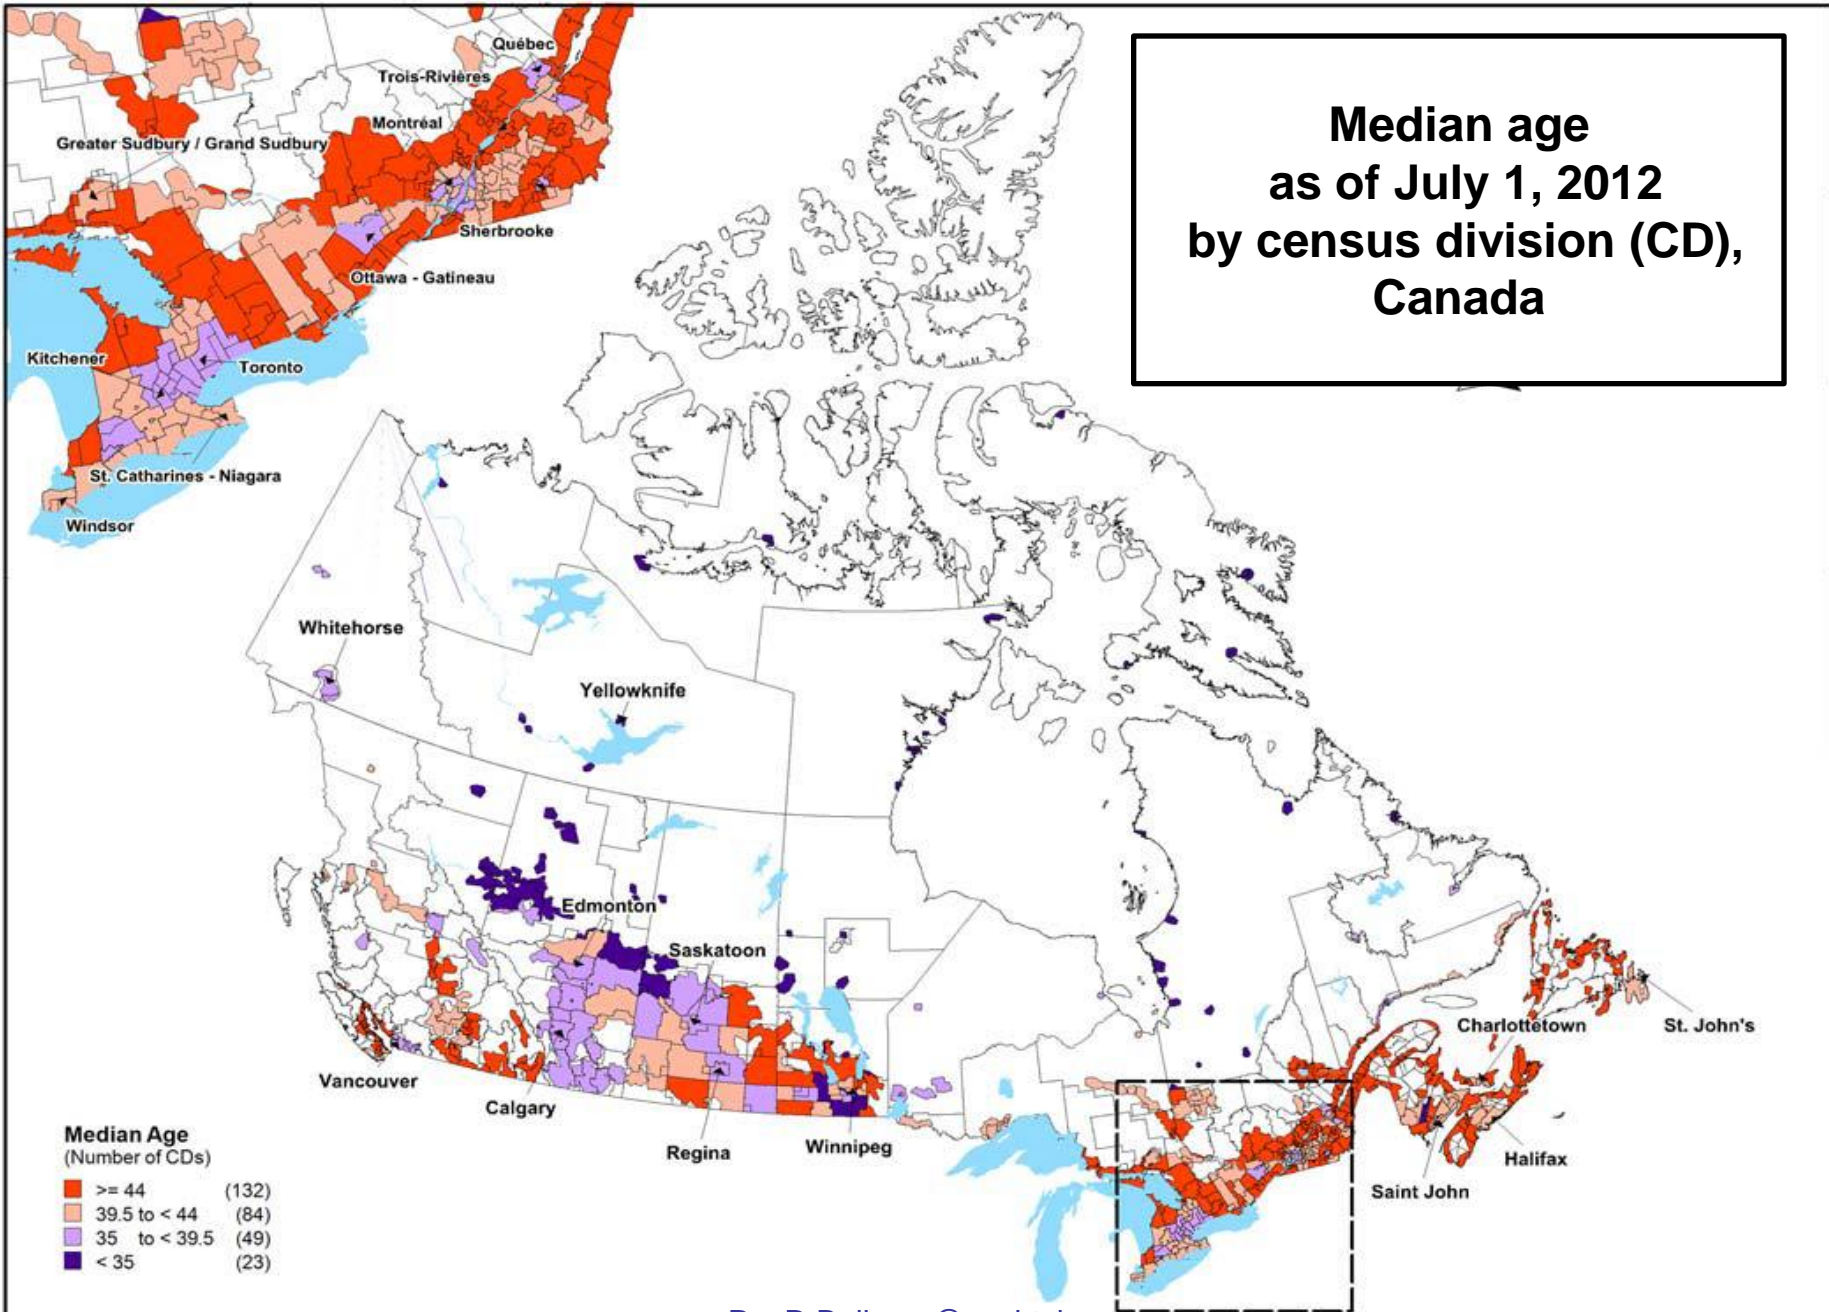 Median age
as of July 1, 2012
by census division (CD),
Canada
Québec
Trois-Rivières
Montréal
Greater Sudbury / Grand Sudbury
Sherbrooke
Ottawa - Gatineau
Kitchener
Toronto
St. Catharines - Niagara
Windsor
Whitehorse
Yellowknife
Edmonton
Saskatoon
Charlottetown
St. John's
Vancouver
Calgary
Regina
Winnipeg
Halifax
Saint John
Median Age
(Number of CDs)
>= 44 (132)
39.5 to < 44 (84)
35 to < 39.5 (49)
< 35 (23)